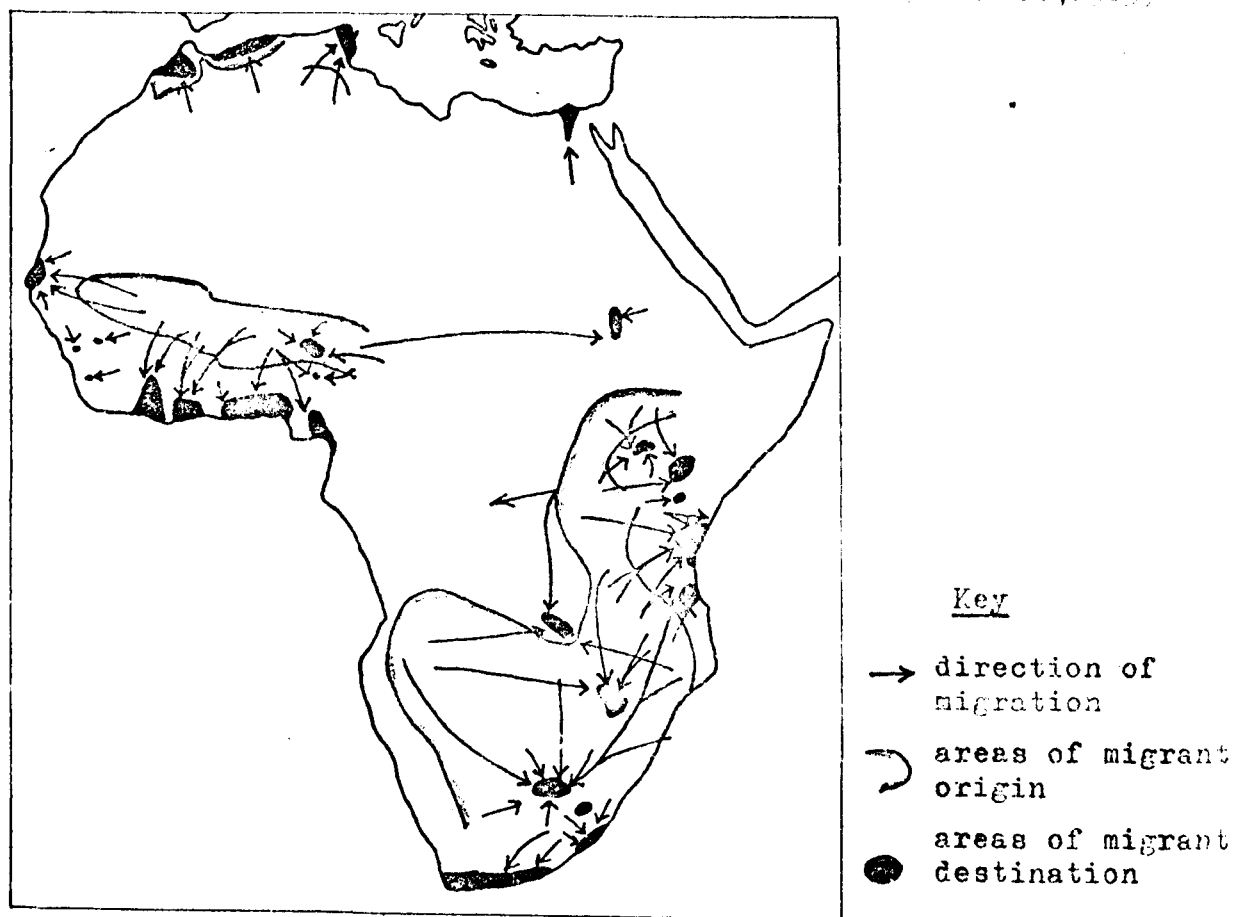 Key
direction of
migration
areas of migrant
origin
areas of migrant
destination